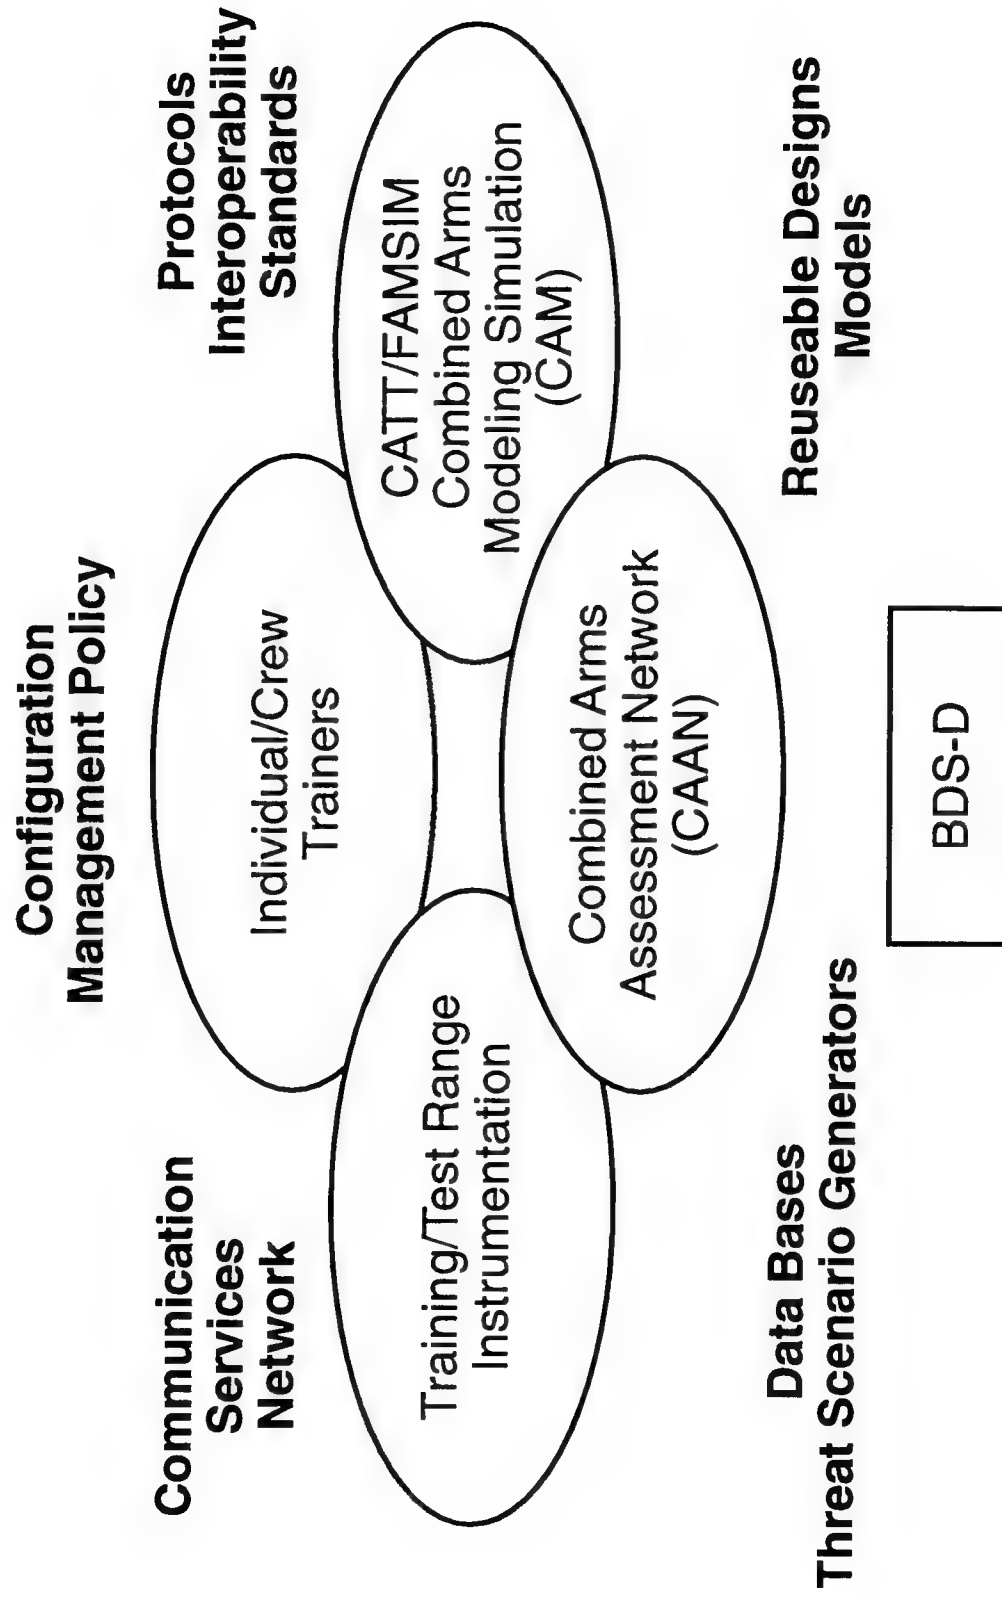 Configuration
Management Policy
Communication
Services
Network
Protocols
Interoperability
Standards
Individual/Crew
Trainers
Training/Test Range
Instrumentation
CATT/FAMSIM
Combined Arms
Modeling Simulation
(CAM)
Combined Arms
Assessment Network
(CAAN)
Data Bases
Threat Scenario Generators
Reuseable Designs
Models
BDS-D